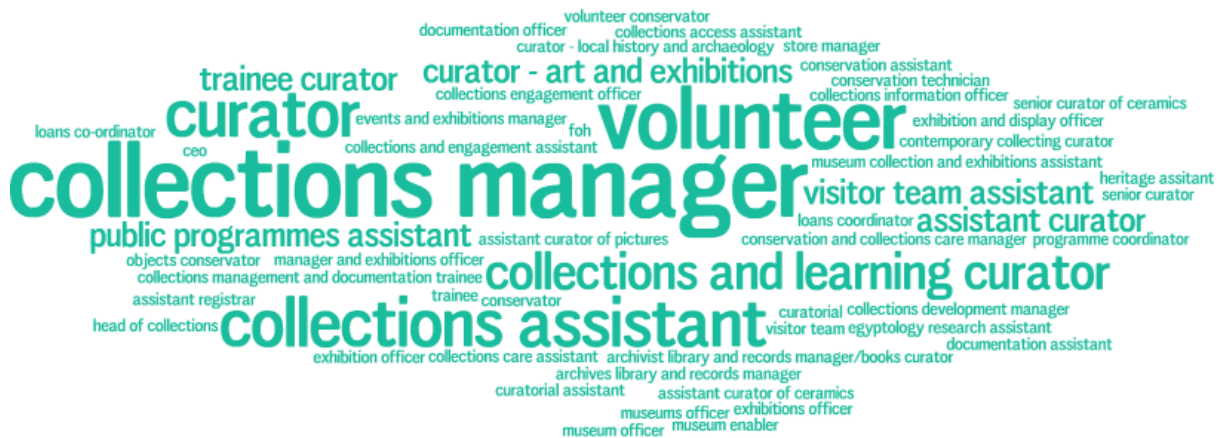 volunteer conservator
documentation officer
collections access assistant
curator - local history and archaeology
store manager
trainee curator
curator - art and exhibitions
conservation assistant
conservation technician
collections engagement officer
collections information officer
senior curator of ceramics
curator
events and exhibitions manager
foh
volunteer
exhibition and display officer
loans co-ordinator
contemporary collecting curator
ceo
collections and engagement assistant
museum collection and exhibitions assistant
collections manager
heritage assitant
visitor team assistant
senior curator
loans coordinator
assistant curator
public programmes assistant
assistant curator of pictures
conservation and collections care manager
programme coordinator
objects conservator
manager and exhibitions officer
collections and learning curator
collections management and documentation trainee
assistant registrar
trainee
conservator
curatorial
collections development manager
head of collections
collections assistant
visitor team
egyptology research assistant
documentation assistant
exhibition officer
collections care assistant
archivist library and records manager/books curator
archives library and records manager
curatorial assistant
assistant curator of ceramics
museums officer
exhibitions officer
museum officer
museum enabler